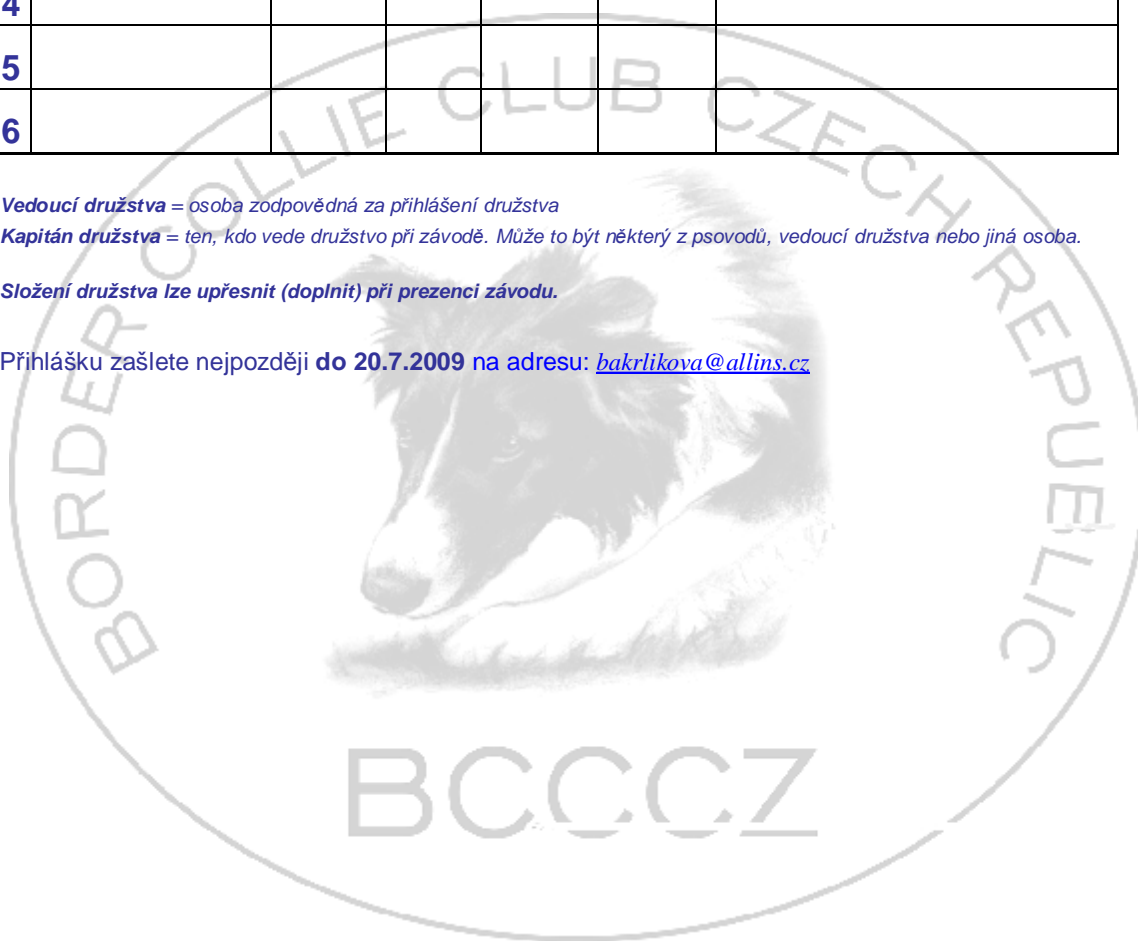 4
5
6
BORDER COLLIE CLUB CZECH REPUBLIC
Vedoucí družstva = osoba zodpovědná za přihlášení družstva
Kapitán družstva = ten, kdo vede družstvo při závodě. Může to být některý z psovodů, vedoucí družstva nebo jiná osoba.
Složení družstva lze upřesnit (doplnit) při prezenci závodu.
Přihlášku zašlete nejpozději do 20.7.2009 na adresu: bakrlikova@allins.cz
BCCCZ